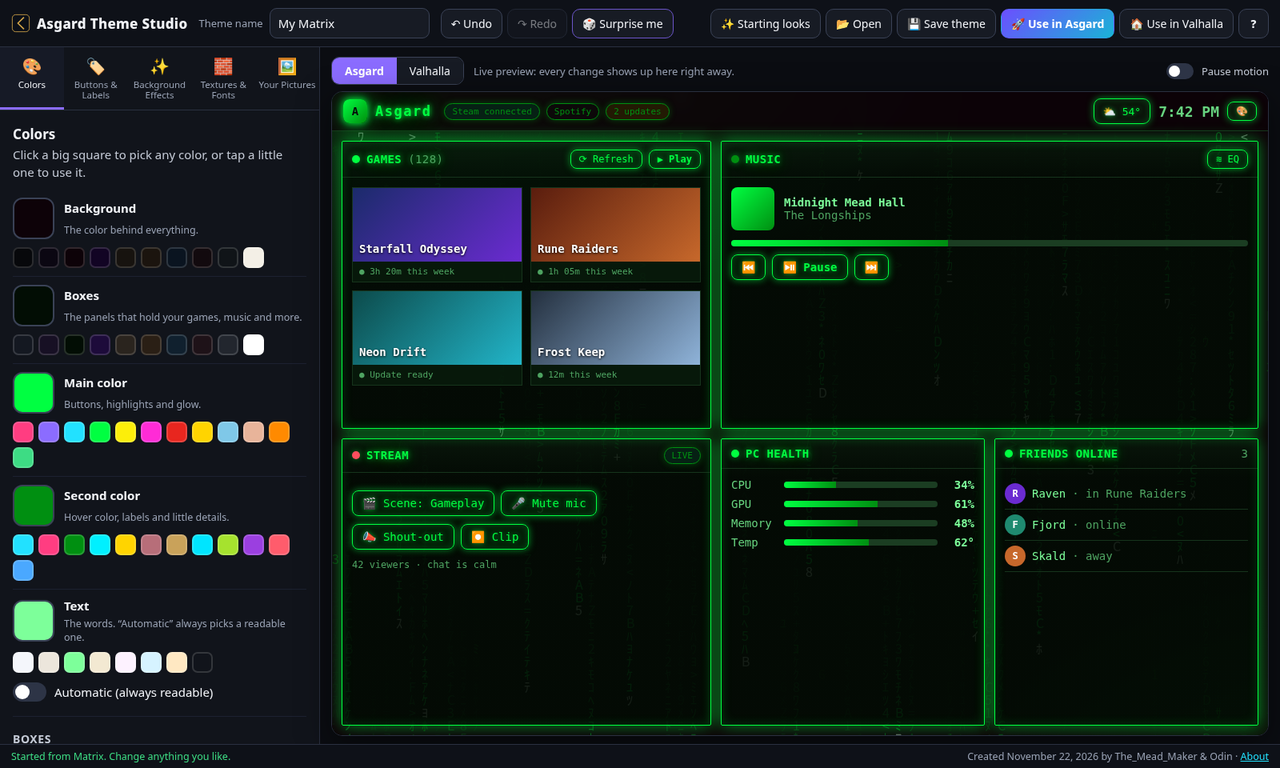 Asgard Theme Studio
Theme name
My Matrix
↶ Undo
↷ Redo
🎲 Surprise me
✨ Starting looks
📂 Open
💾 Save theme
🚀 Use in Asgard
🏠 Use in Valhalla
?
Colors
Buttons & Labels
Background Effects
Textures & Fonts
Your Pictures
Asgard
Valhalla
Live preview: every change shows up here right away.
Pause motion
Colors
Click a big square to pick any color, or tap a little
one to use it.
Background
The color behind everything.
Boxes
The panels that hold your games, music and more.
Main color
Buttons, highlights and glow.
Second color
Hover color, labels and little details.
Text
The words. “Automatic” always picks a readable
one.
Automatic (always readable)
BOXES
A
Asgard
Steam connected
Spotify
2 updates
⛅ 54°
7:42 PM
GAMES (128)
⟳ Refresh
▶ Play
Starfall Odyssey
● 3h 20m this week
Rune Raiders
● 1h 05m this week
Neon Drift
● Update ready
Frost Keep
● 12m this week
MUSIC
≋ EQ
Midnight Mead Hall
The Longships
⏮
⏯ Pause
⏭
STREAM
LIVE
🎬 Scene: Gameplay
🎤 Mute mic
📣 Shout-out
⏺ Clip
42 viewers · chat is calm
PC HEALTH
CPU 34%
GPU 61%
Memory 48%
Temp 62°
FRIENDS ONLINE 3
R Raven · in Rune Raiders
F Fjord · online
S Skald · away
Started from Matrix. Change anything you like.
Created November 22, 2026 by The_Mead_Maker & Odin · About